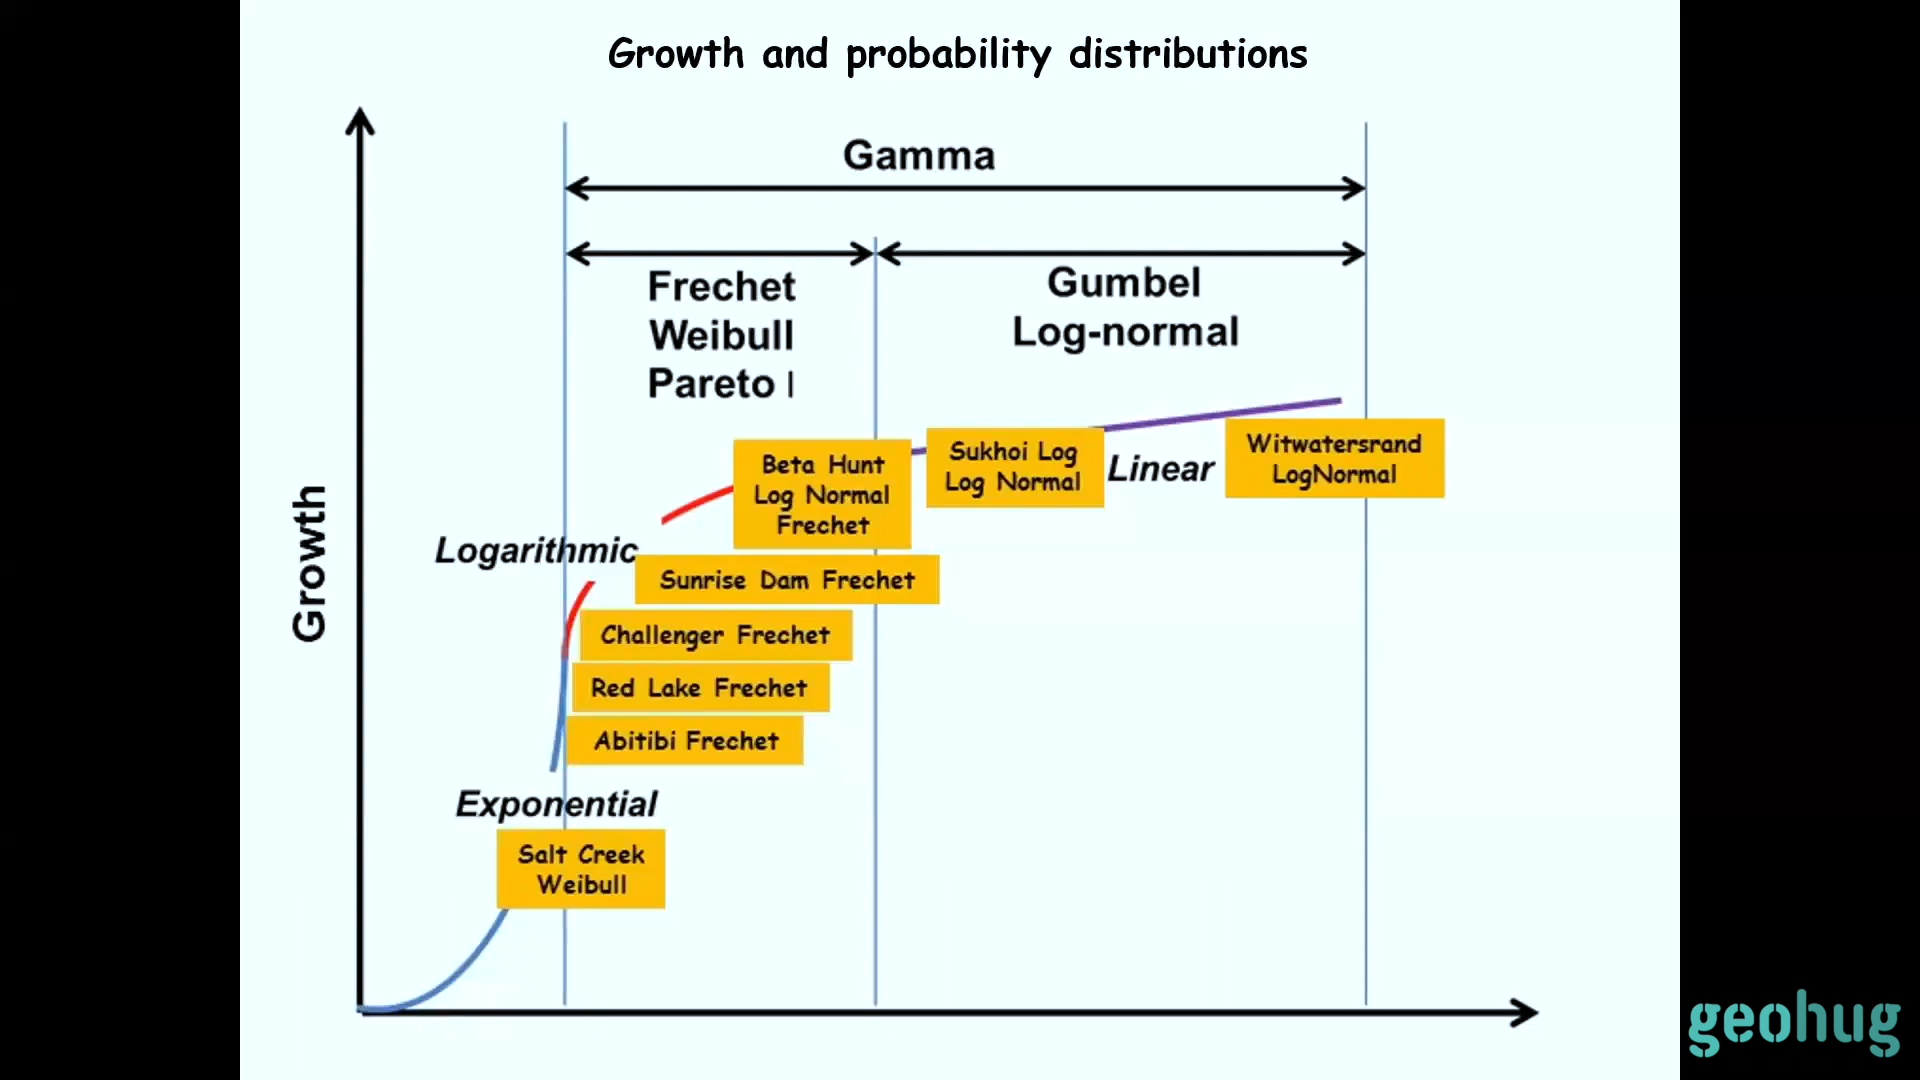 Growth and probability distributions
Gamma
Frechet
Weibull
Pareto I
Gumbel
Log-normal
Growth
Logarithmic
Beta Hunt
Log Normal
Frechet
Sukhoi Log
Log Normal
Linear
Witwatersrand
LogNormal
Sunrise Dam Frechet
Challenger Frechet
Red Lake Frechet
Abitibi Frechet
Exponential
Salt Creek
Weibull
geohug